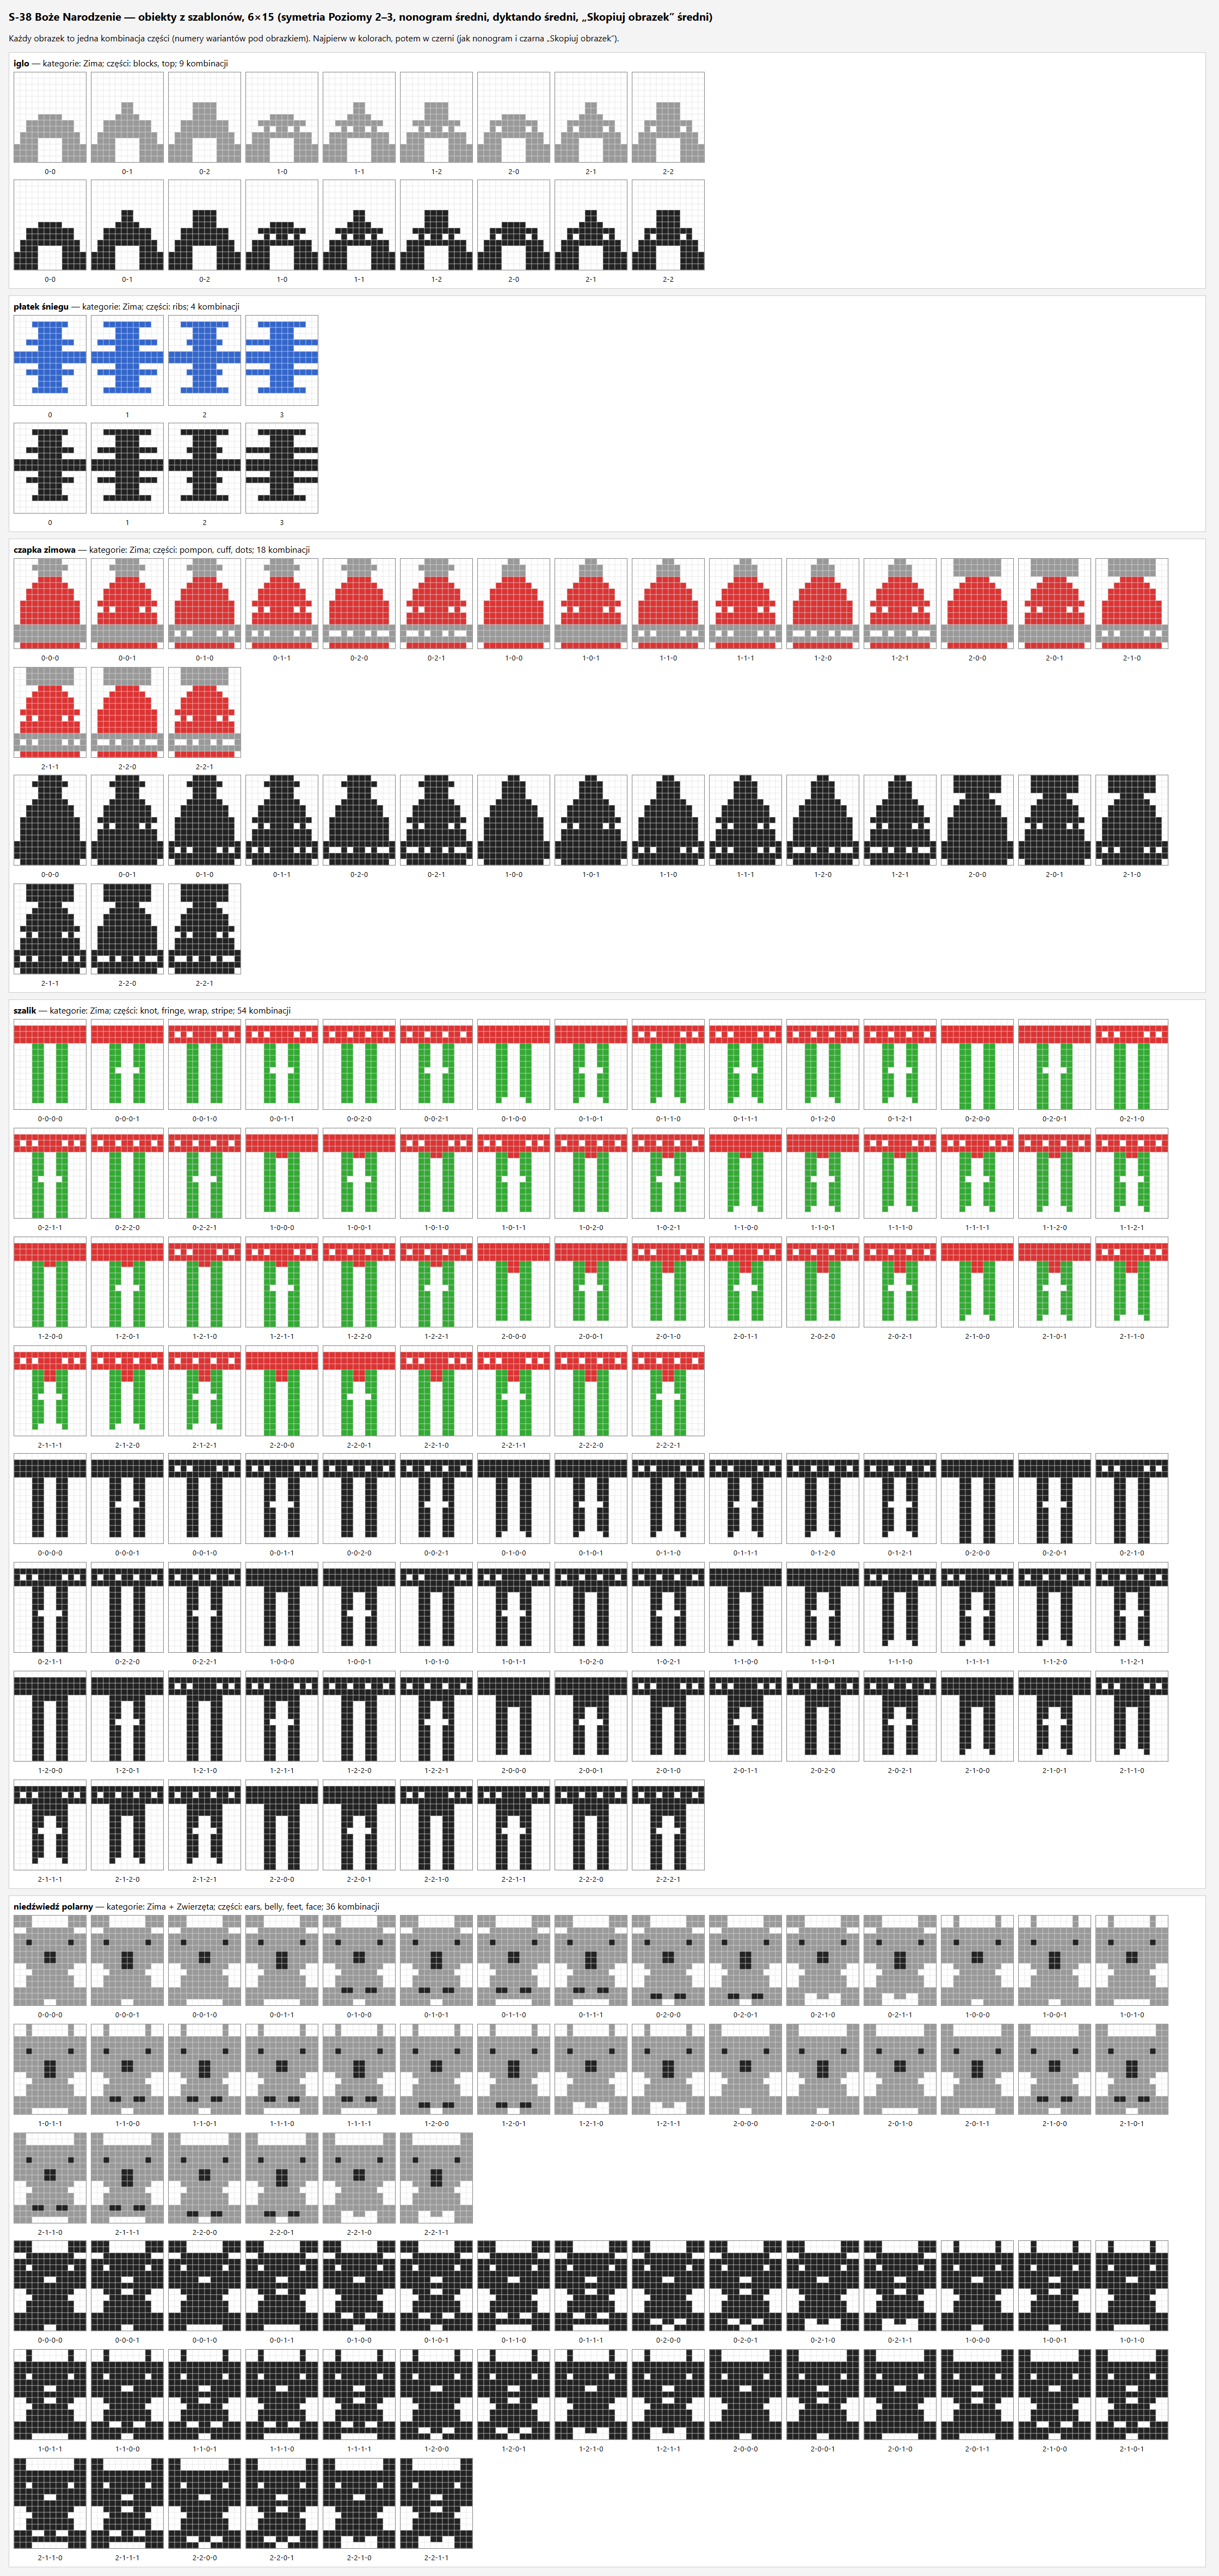 S-38 Boże Narodzenie — obiekty z szablonów, 6×15 (symetria Poziomy 2–3, nonogram średni, dyktando średni, „Skopiuj obrazek” średni)
Każdy obrazek to jedna kombinacja części (numery wariantów pod obrazkiem). Najpierw w kolorach, potem w czerni (jak nonogram i czarna „Skopiuj obrazek”).
iglo — kategorie: Zima; części: blocks, top; 9 kombinacji
0-0 0-1 0-2 1-0 1-1 1-2 2-0 2-1 2-2
0-0 0-1 0-2 1-0 1-1 1-2 2-0 2-1 2-2
płatek śniegu — kategorie: Zima; części: ribs; 4 kombinacji
0 1 2 3
0 1 2 3
czapka zimowa — kategorie: Zima; części: pompon, cuff, dots; 18 kombinacji
0-0-0 0-0-1 0-1-0 0-1-1 0-2-0 0-2-1 1-0-0 1-0-1 1-1-0 1-1-1 1-2-0 1-2-1 2-0-0 2-0-1 2-1-0
2-1-1 2-2-0 2-2-1
0-0-0 0-0-1 0-1-0 0-1-1 0-2-0 0-2-1 1-0-0 1-0-1 1-1-0 1-1-1 1-2-0 1-2-1 2-0-0 2-0-1 2-1-0
2-1-1 2-2-0 2-2-1
szalik — kategorie: Zima; części: knot, fringe, wrap, stripe; 54 kombinacji
0-0-0-0 0-0-0-1 0-0-1-0 0-0-1-1 0-0-2-0 0-0-2-1 0-1-0-0 0-1-0-1 0-1-1-0 0-1-1-1 0-1-2-0 0-1-2-1 0-2-0-0 0-2-0-1 0-2-1-0
0-2-1-1 0-2-2-0 0-2-2-1 1-0-0-0 1-0-0-1 1-0-1-0 1-0-1-1 1-0-2-0 1-0-2-1 1-1-0-0 1-1-0-1 1-1-1-0 1-1-1-1 1-1-2-0 1-1-2-1
1-2-0-0 1-2-0-1 1-2-1-0 1-2-1-1 1-2-2-0 1-2-2-1 2-0-0-0 2-0-0-1 2-0-1-0 2-0-1-1 2-0-2-0 2-0-2-1 2-1-0-0 2-1-0-1 2-1-1-0
2-1-1-1 2-1-2-0 2-1-2-1 2-2-0-0 2-2-0-1 2-2-1-0 2-2-1-1 2-2-2-0 2-2-2-1
0-0-0-0 0-0-0-1 0-0-1-0 0-0-1-1 0-0-2-0 0-0-2-1 0-1-0-0 0-1-0-1 0-1-1-0 0-1-1-1 0-1-2-0 0-1-2-1 0-2-0-0 0-2-0-1 0-2-1-0
0-2-1-1 0-2-2-0 0-2-2-1 1-0-0-0 1-0-0-1 1-0-1-0 1-0-1-1 1-0-2-0 1-0-2-1 1-1-0-0 1-1-0-1 1-1-1-0 1-1-1-1 1-1-2-0 1-1-2-1
1-2-0-0 1-2-0-1 1-2-1-0 1-2-1-1 1-2-2-0 1-2-2-1 2-0-0-0 2-0-0-1 2-0-1-0 2-0-1-1 2-0-2-0 2-0-2-1 2-1-0-0 2-1-0-1 2-1-1-0
2-1-1-1 2-1-2-0 2-1-2-1 2-2-0-0 2-2-0-1 2-2-1-0 2-2-1-1 2-2-2-0 2-2-2-1
niedźwiedź polarny — kategorie: Zima + Zwierzęta; części: ears, belly, feet, face; 36 kombinacji
0-0-0-0 0-0-0-1 0-0-1-0 0-0-1-1 0-1-0-0 0-1-0-1 0-1-1-0 0-1-1-1 0-2-0-0 0-2-0-1 0-2-1-0 0-2-1-1 1-0-0-0 1-0-0-1 1-0-1-0
1-0-1-1 1-1-0-0 1-1-0-1 1-1-1-0 1-1-1-1 1-2-0-0 1-2-0-1 1-2-1-0 1-2-1-1 2-0-0-0 2-0-0-1 2-0-1-0 2-0-1-1 2-1-0-0 2-1-0-1
2-1-1-0 2-1-1-1 2-2-0-0 2-2-0-1 2-2-1-0 2-2-1-1
0-0-0-0 0-0-0-1 0-0-1-0 0-0-1-1 0-1-0-0 0-1-0-1 0-1-1-0 0-1-1-1 0-2-0-0 0-2-0-1 0-2-1-0 0-2-1-1 1-0-0-0 1-0-0-1 1-0-1-0
1-0-1-1 1-1-0-0 1-1-0-1 1-1-1-0 1-1-1-1 1-2-0-0 1-2-0-1 1-2-1-0 1-2-1-1 2-0-0-0 2-0-0-1 2-0-1-0 2-0-1-1 2-1-0-0 2-1-0-1
2-1-1-0 2-1-1-1 2-2-0-0 2-2-0-1 2-2-1-0 2-2-1-1